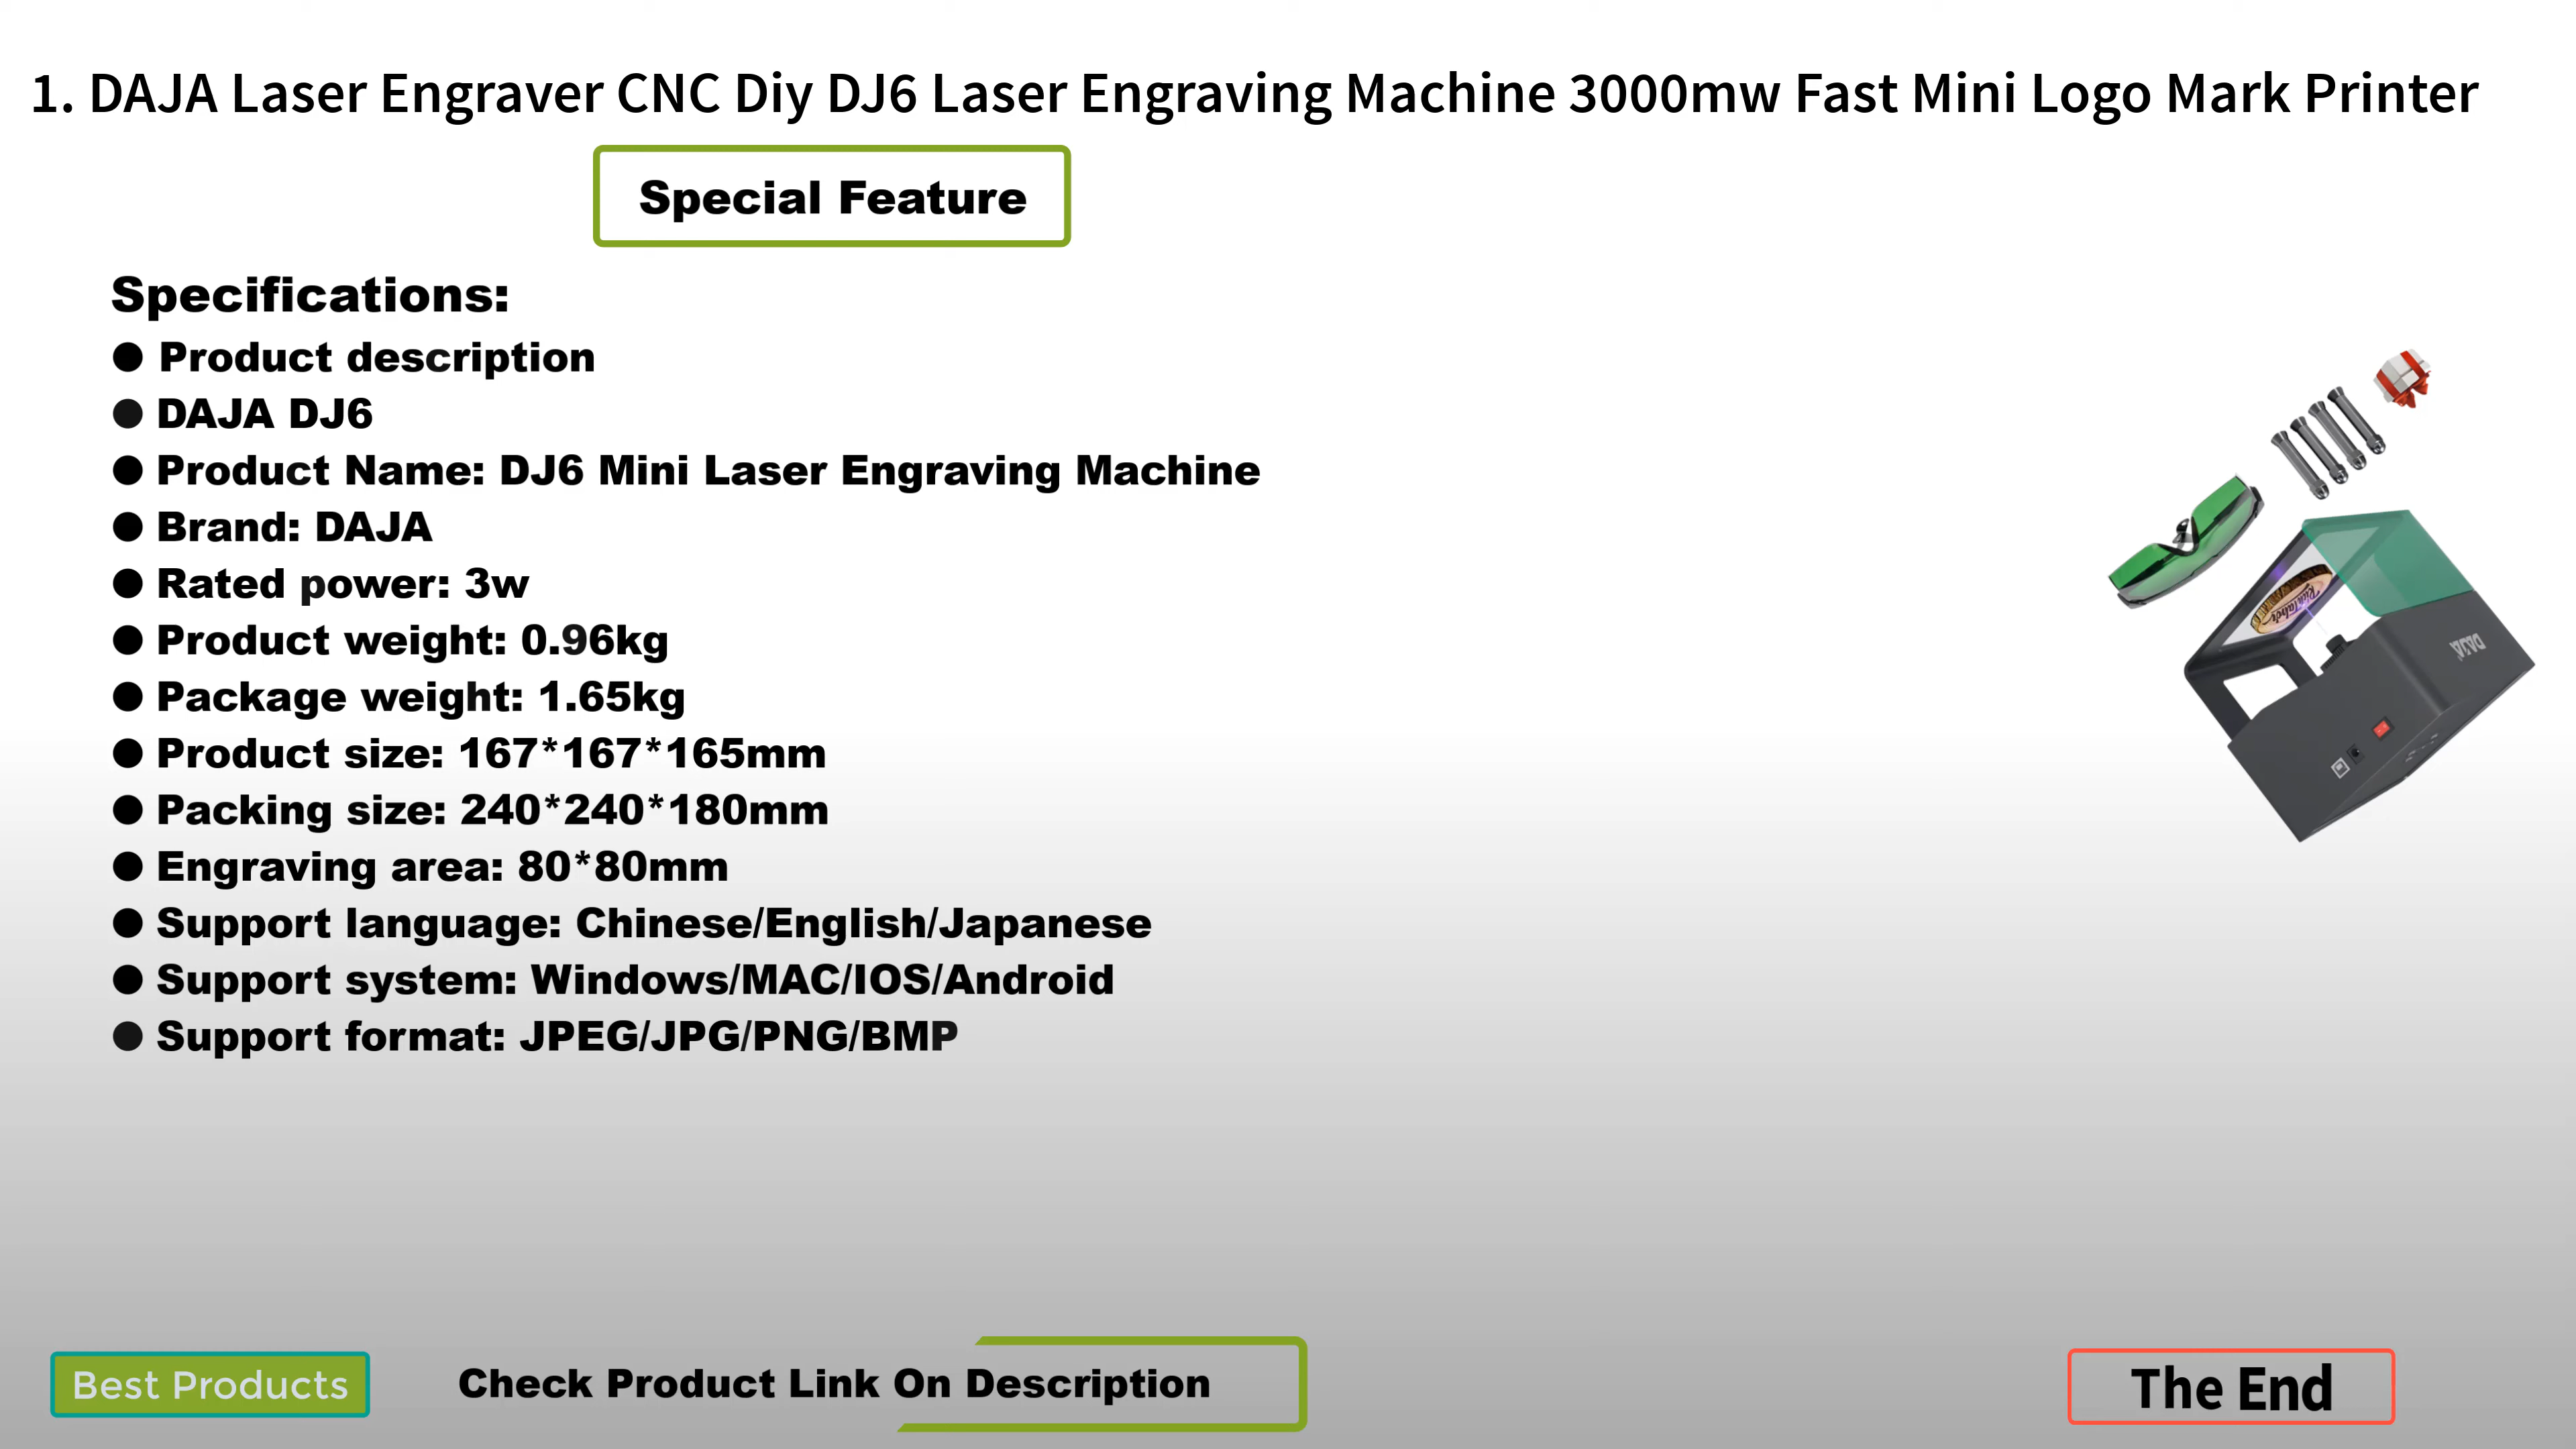 1. DAJA Laser Engraver CNC Diy DJ6 Laser Engraving Machine 3000mw Fast Mini Logo Mark Printer
Special Feature
Specifications:
● Product description
● DAJA DJ6
● Product Name: DJ6 Mini Laser Engraving Machine
● Brand: DAJA
● Rated power: 3w
● Product weight: 0.96kg
● Package weight: 1.65kg
● Product size: 167*167*165mm
● Packing size: 240*240*180mm
● Engraving area: 80*80mm
● Support language: Chinese/English/Japanese
● Support system: Windows/MAC/IOS/Android
● Support format: JPEG/JPG/PNG/BMP
DAJA
Best Products
Check Product Link On Description
The End